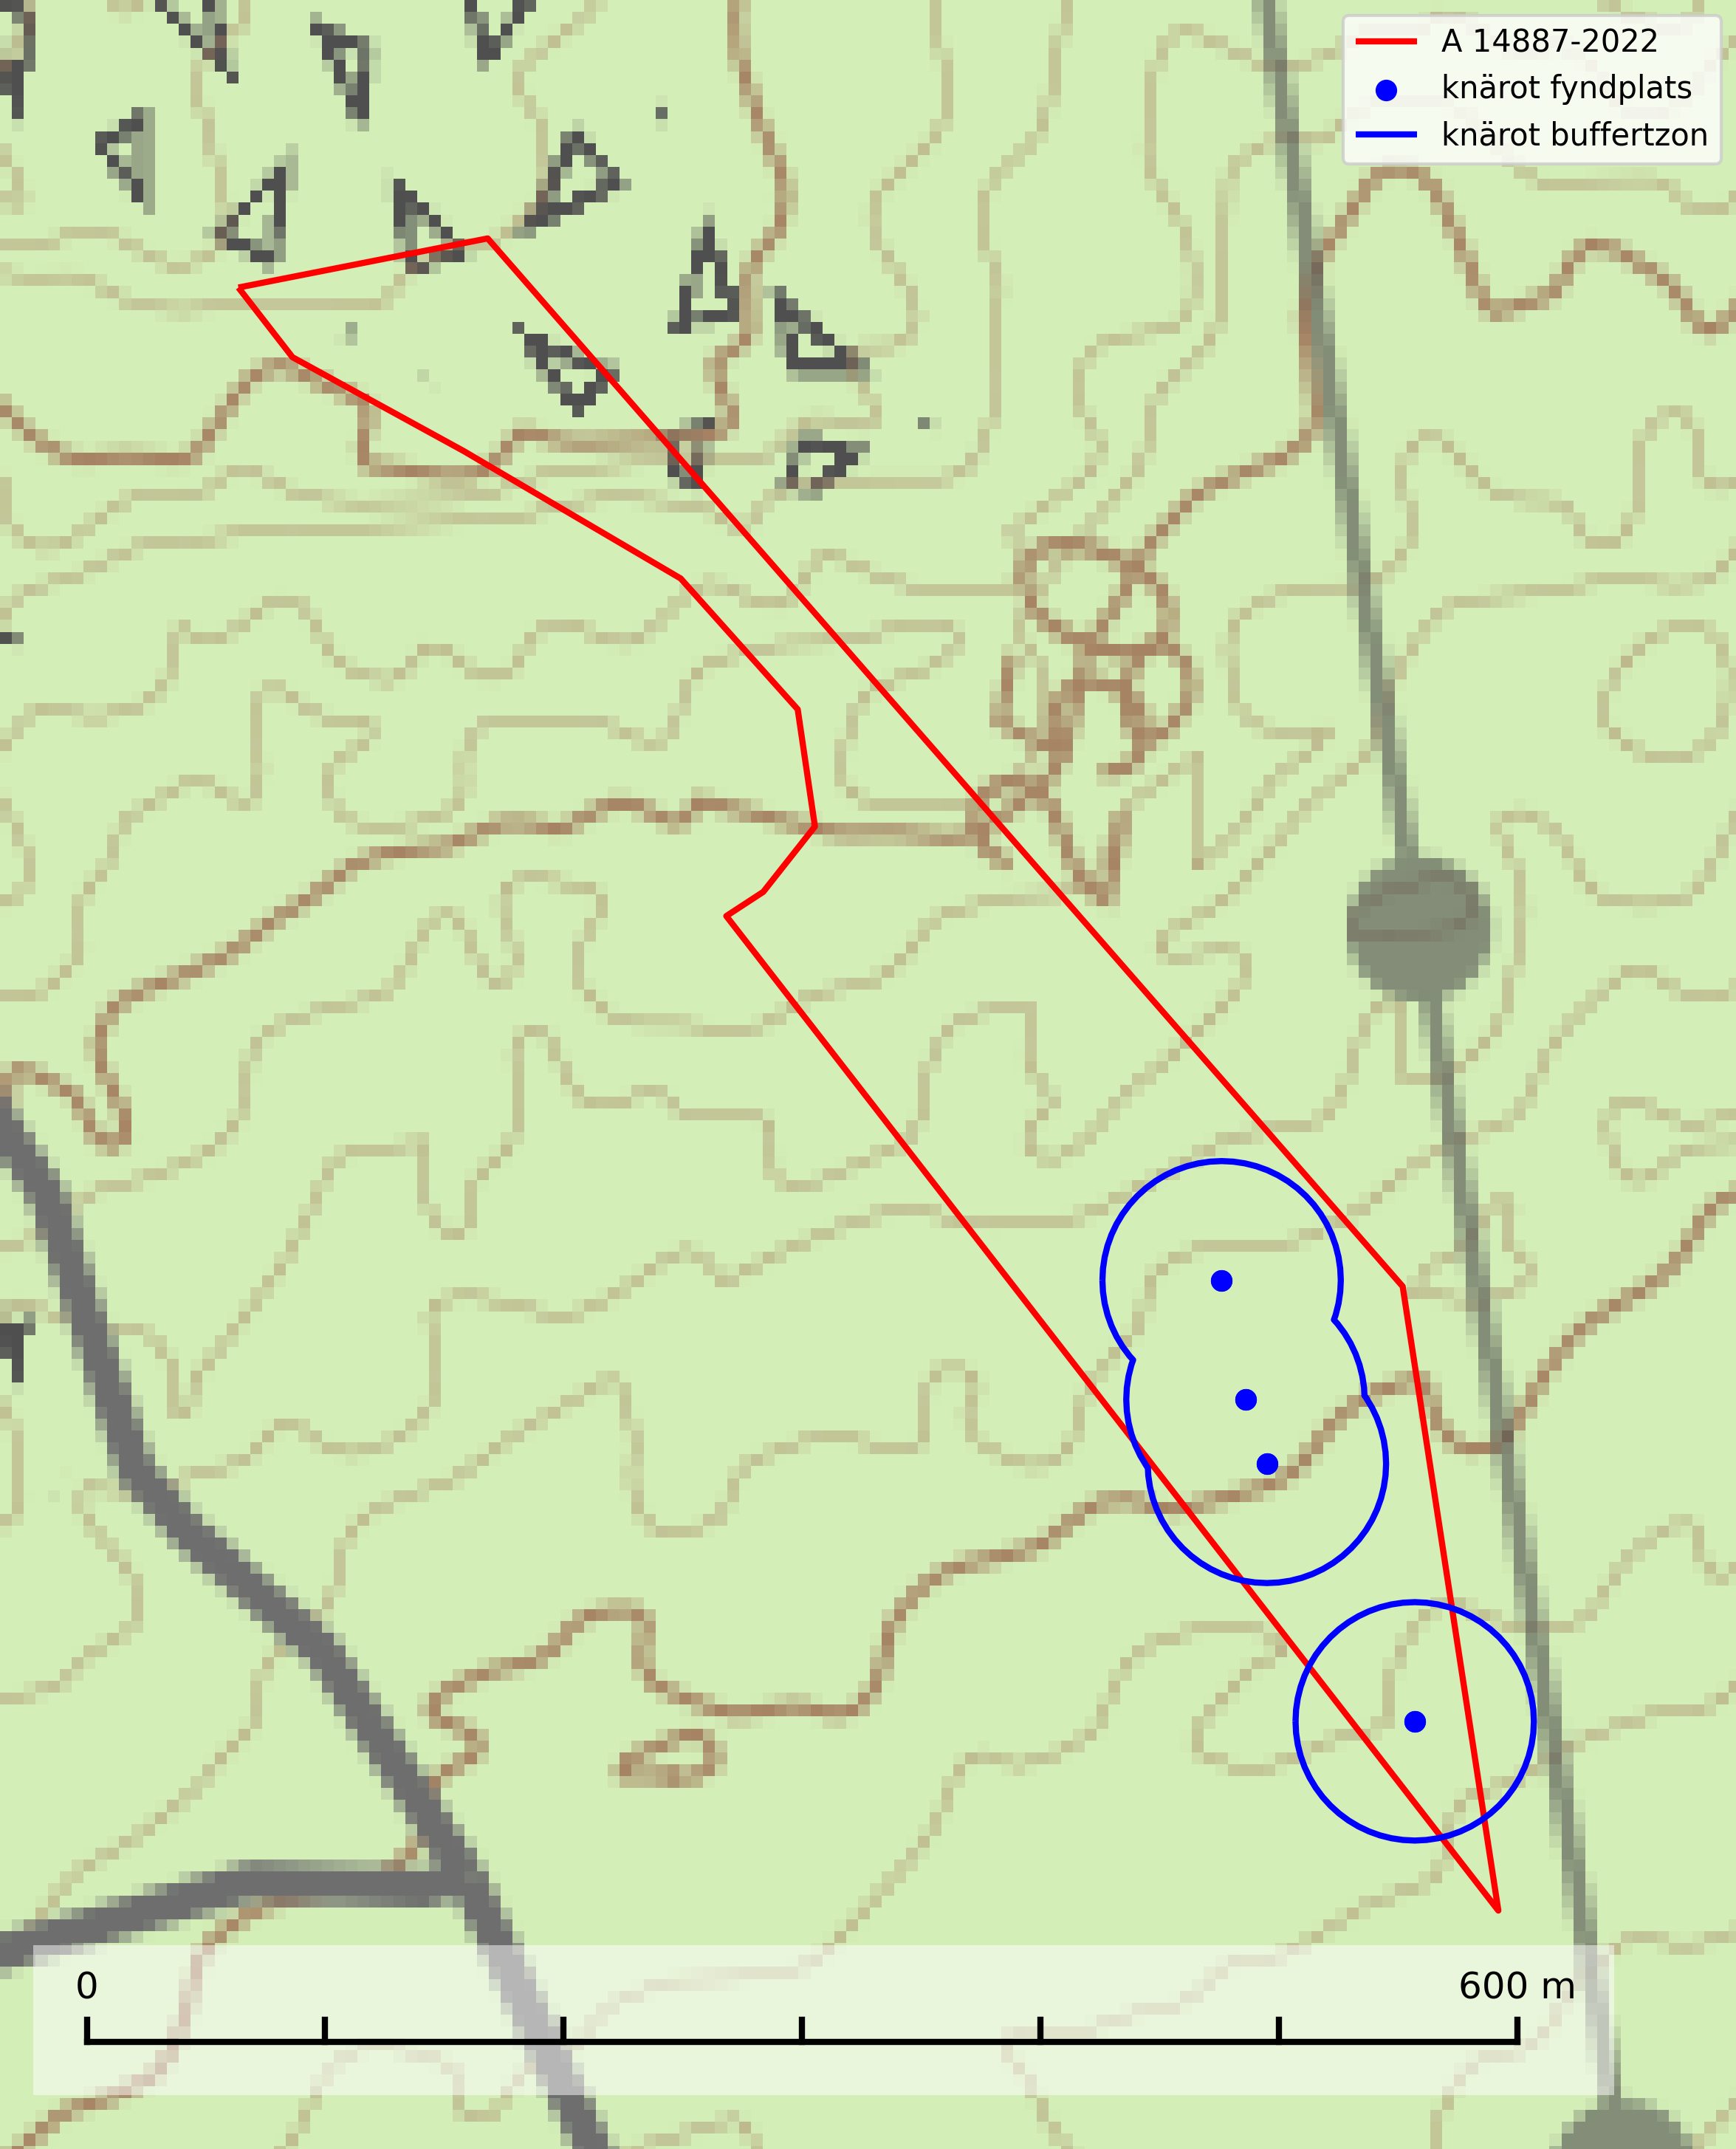 A 14887-2022
knärot fyndplats
knärot buffertzon
0
600 m